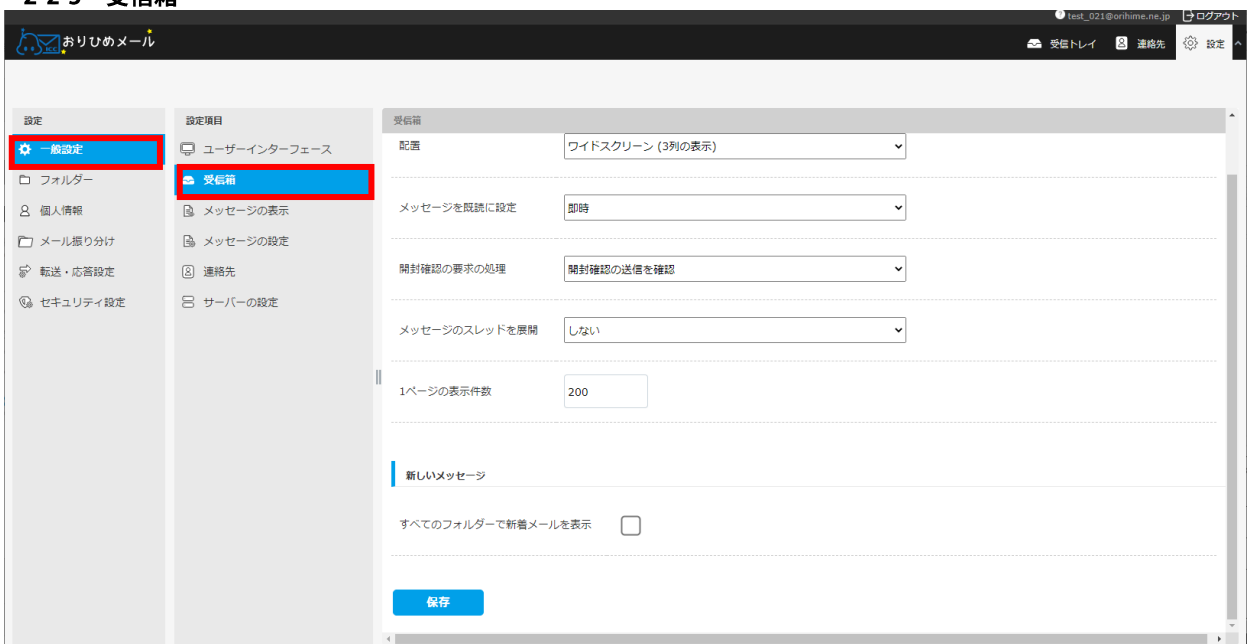 2-2-3 受信箱
test_021@orihime.ne.jp ログアウト
KCC おりひめメール
受信トレイ 連絡先 設定
設定
一般設定
フォルダー
個人情報
メール振り分け
転送・応答設定
セキュリティ設定
設定項目
ユーザーインターフェース
受信箱
メッセージの表示
メッセージの設定
連絡先
サーバーの設定
受信箱
配置 ワイドスクリーン (3列の表示)
メッセージを既読に設定 即時
開封確認の要求の処理 開封確認の送信を確認
メッセージのスレッドを展開 しない
1ページの表示件数 200
新しいメッセージ
すべてのフォルダーで新着メールを表示
保存